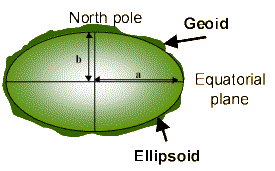 North pole
Geoid
b
a
Equatorial
plane
Ellipsoid